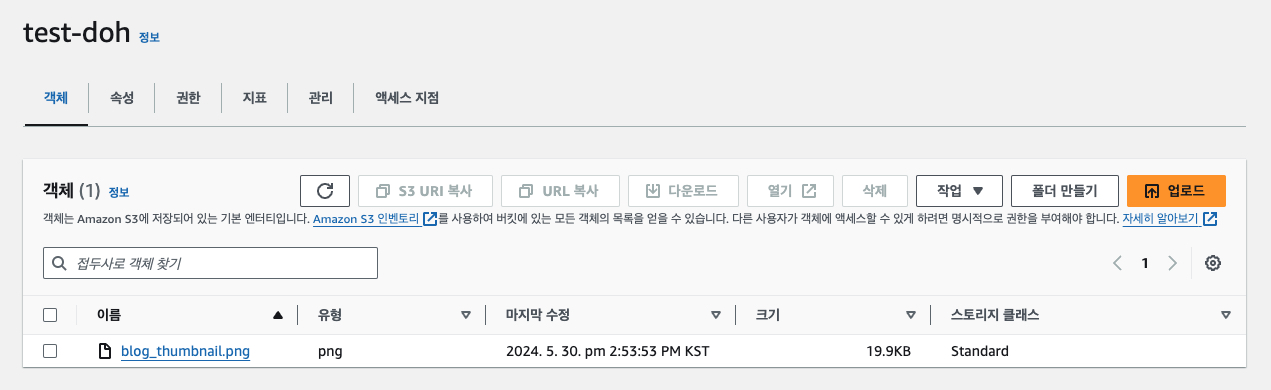 test-doh 정보
객체 속성 권한 지표 관리 액세스 지점
객체 (1) 정보 S3 URI 복사 URL 복사 다운로드 열기 삭제 작업 폴더 만들기 업로드
객체는 Amazon S3에 저장되어 있는 기본 엔터티입니다. Amazon S3 인벤토리를 사용하여 버킷에 있는 모든 객체의 목록을 얻을 수 있습니다. 다른 사용자가 객체에 액세스할 수 있게 하려면 명시적으로 권한을 부여해야 합니다. 자세히 알아보기
접두사로 객체 찾기 1
이름 유형 마지막 수정 크기 스토리지 클래스
blog_thumbnail.png png 2024. 5. 30. pm 2:53:53 PM KST 19.9KB Standard